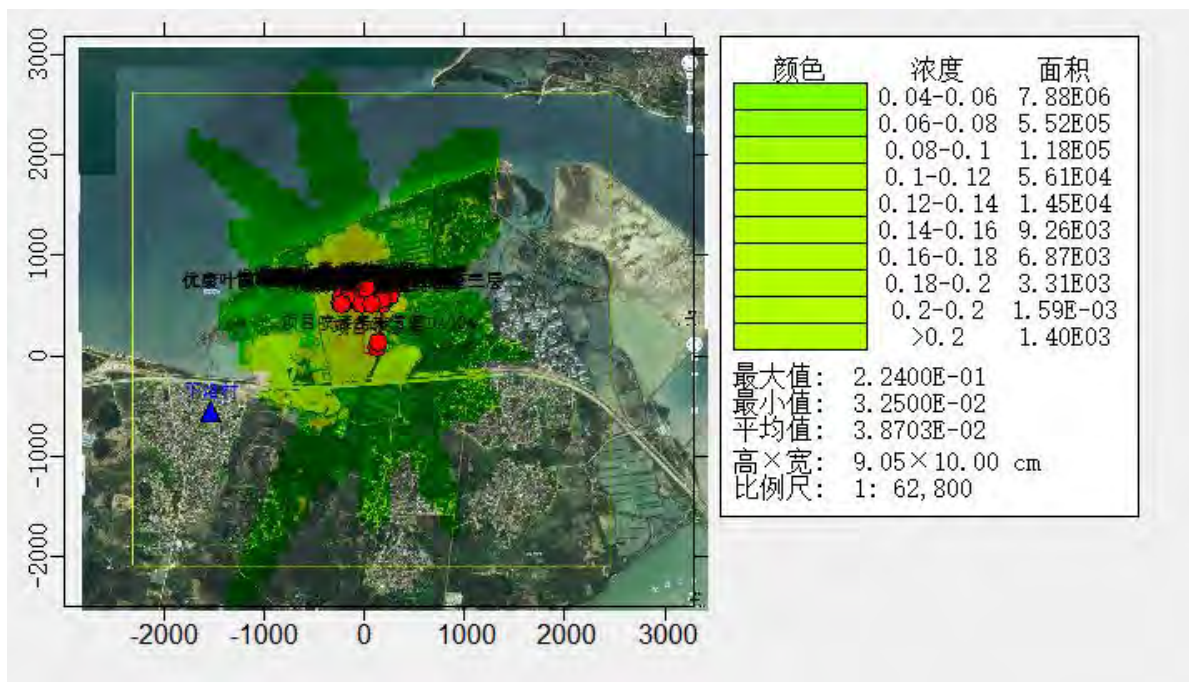 颜色 浓度 面积
0.04-0.06 7.88E06
0.06-0.08 5.52E05
0.08-0.1 1.18E05
0.1-0.12 5.61E04
0.12-0.14 1.45E04
0.14-0.16 9.26E03
0.16-0.18 6.87E03
0.18-0.2 3.31E03
0.2-0.2 1.59E-03
>0.2 1.40E03
最大值: 2.2400E-01
最小值: 3.2500E-02
平均值: 3.8703E-02
高×宽: 9.05×10.00 cm
比例尺: 1: 62,800
3000
2000
1000
0
-1000
-2000
-2000 -1000 0 1000 2000 3000